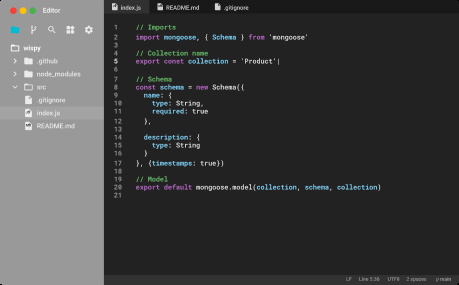 Editor
index.js
README.md
.gitignore
wispy
.github
node_modules
src
.gitignore
index.js
README.md
1 // Imports
2 import mongoose, { Schema } from 'mongoose'
3
4 // Collection name
5 export const collection = 'Product'
6
7 // Schema
8 const schema = new Schema({
9 name: {
10 type: String,
11 required: true
12 },
13
14 description: {
15 type: String
16 }
17 }, {timestamps: true})
18
19 // Model
20 export default mongoose.model(collection, schema, collection)
21
LF Line 5:36 UTF8 2 spaces main